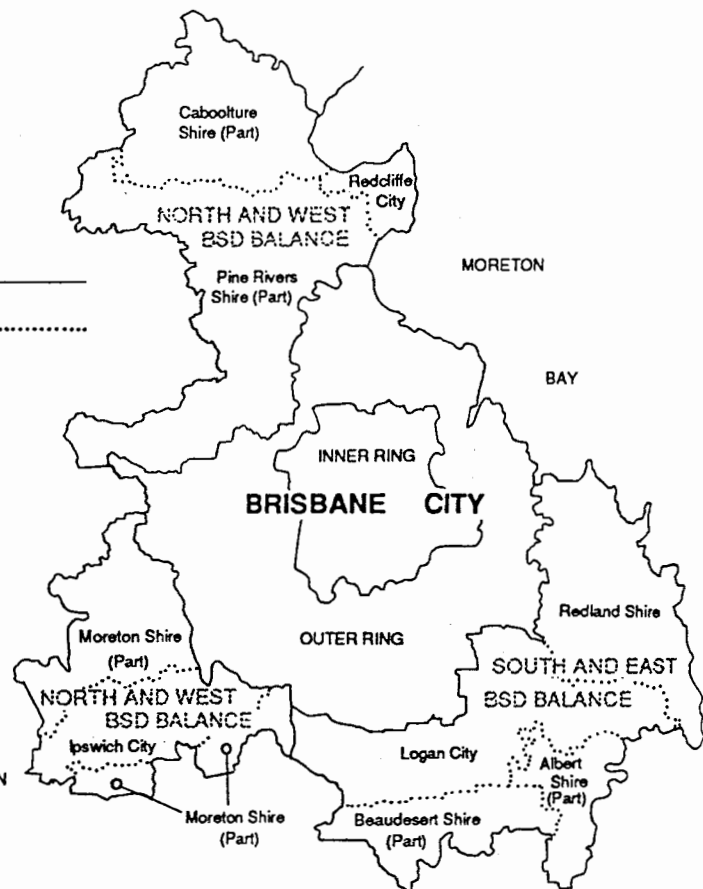 Caboolture
Shire (Part)
Redcliffe
City
NORTH AND WEST
BSD BALANCE
Pine Rivers
Shire (Part)
MORETON
BAY
INNER RING
BRISBANE CITY
OUTER RING
Redland Shire
Moreton Shire
(Part)
SOUTH AND EAST
BSD BALANCE
NORTH AND WEST
BSD BALANCE
Ipswich City
Logan City
Albert
Shire
(Part)
N
Moreton Shire
(Part)
Beaudesert Shire
(Part)